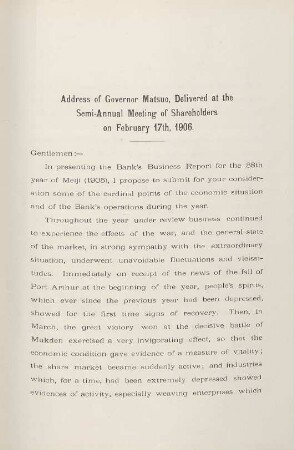 Address of Governor Matsuo, Delivered at the
Semi-Annual Meeting of Shareholders
on February 17th, 1906.
Gentlemen:—
In presenting the Bank's Business Report for the 38th
year of Meiji (1905), I propose to submit for your consider-
ation some of the cardinal points of the economic situation
and of the Bank's operations during the year.
Throughout the year under review business continued
to experience the effects of the war, and the general state
of the market, in strong sympathy with the extraordinary
situation, underwent unavoidable fluctuations and vicissi-
tudes. Immediately on receipt of the news of the fall of
Port Arthur at the beginning of the year, people's spirits,
which ever since the previous year had been depressed,
showed for the first time signs of recovery. Then, in
March, the great victory won at the decisive battle of
Mukden exercised a very invigorating effect, so that the
economic condition gave evidence of a measure of vitality;
the share market became suddenly active, and industries
which, for a time, had been extremely depressed showed
evidences of activity, especially weaving enterprises which